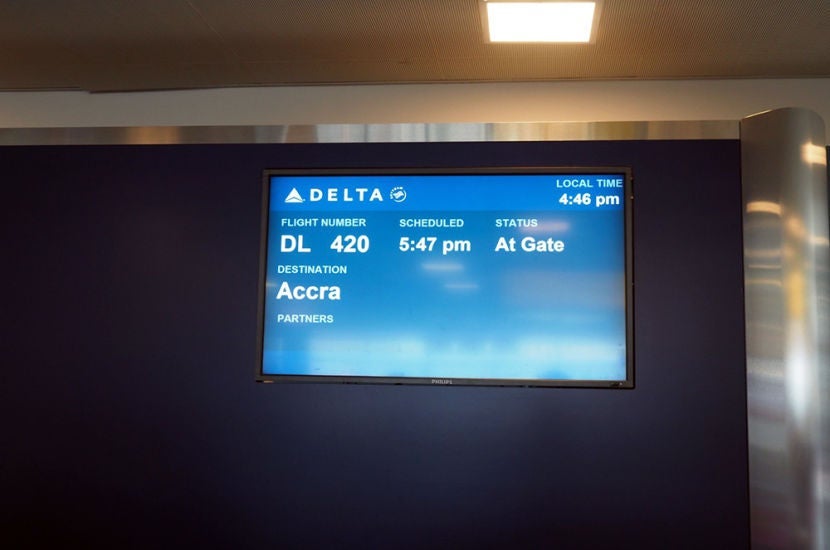 DELTA
LOCAL TIME
4:46 pm
FLIGHT NUMBER SCHEDULED STATUS
DL 420 5:47 pm At Gate
DESTINATION
Accra
PARTNERS
PHILIPS